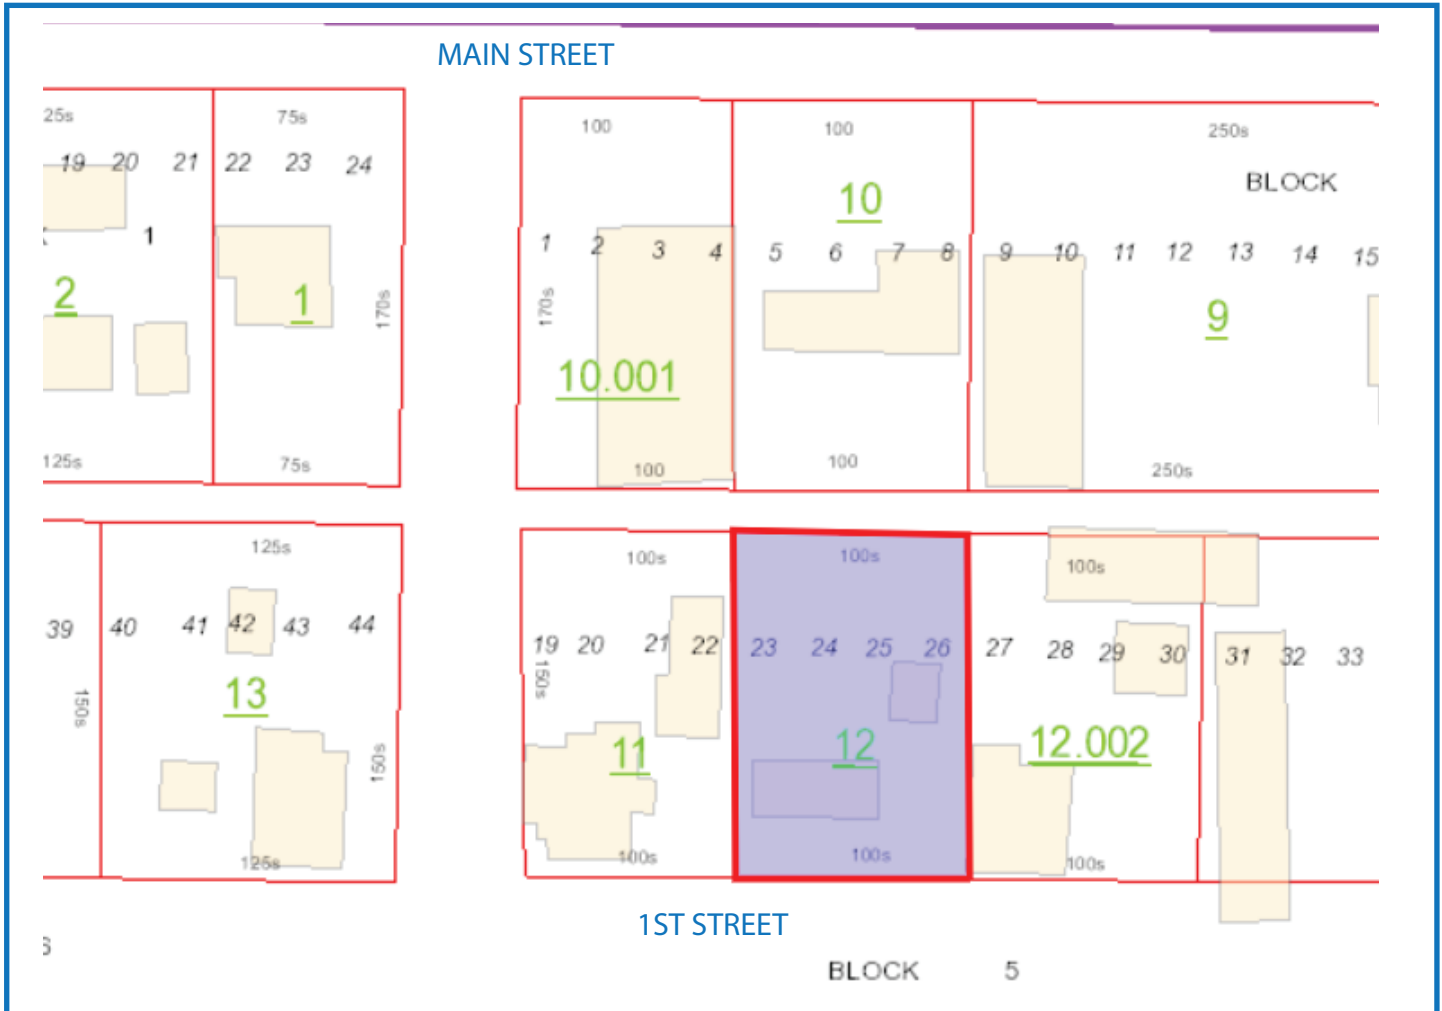 MAIN STREET
25s 75s 100 100 250s
BLOCK
19 20 21 22 23 24
10
1
1 2 3 4 5 6 7 8 9 10 11 12 13 14 15
2 1 170s 170s 9
10.001
125s 75s 100 100 250s
125s 100s 100s 100s
39 40 41 42 43 44 19 20 21 22 23 24 25 26 27 28 29 30 31 32 33
150s 13 150s 150s 11 12 12.002
125s 100s 100s 100s
1ST STREET
BLOCK 5